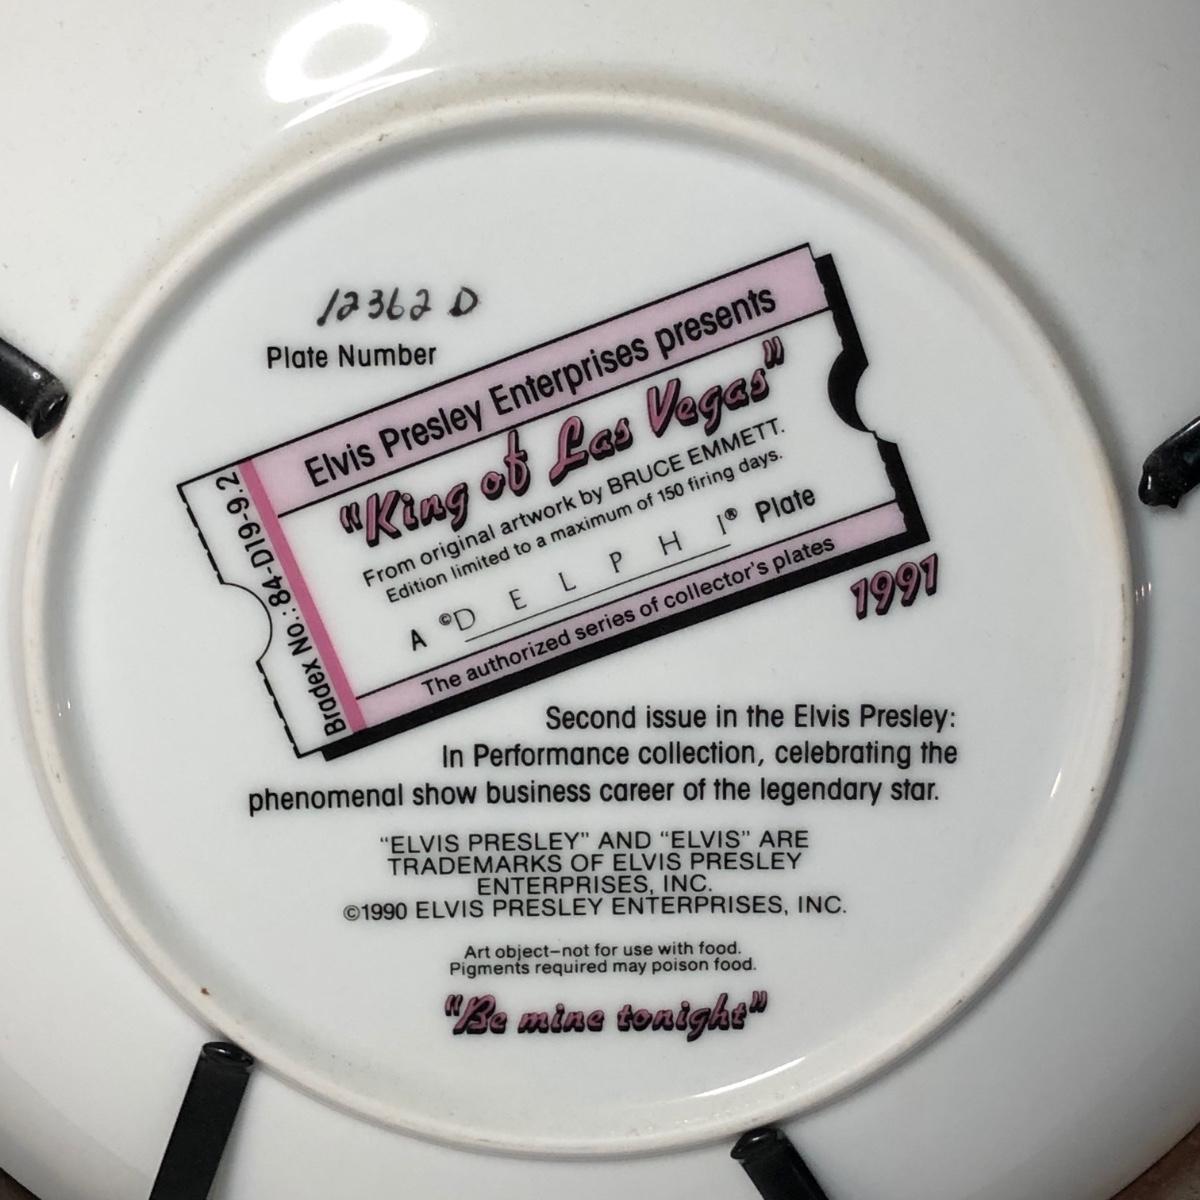 12362 D
Plate Number
Elvis Presley Enterprises presents
"King of Las Vegas"
From original artwork by BRUCE EMMETT.
Edition limited to a maximum of 150 firing days.
A ©DELPHI® Plate
The authorized series of collector's plates
Bradex No.: 84-D19-9.2
1991
Second issue in the Elvis Presley:
In Performance collection, celebrating the
phenomenal show business career of the legendary star.
"ELVIS PRESLEY" AND "ELVIS" ARE
TRADEMARKS OF ELVIS PRESLEY
ENTERPRISES, INC.
©1990 ELVIS PRESLEY ENTERPRISES, INC.
Art object–not for use with food.
Pigments required may poison food.
"Be mine tonight"